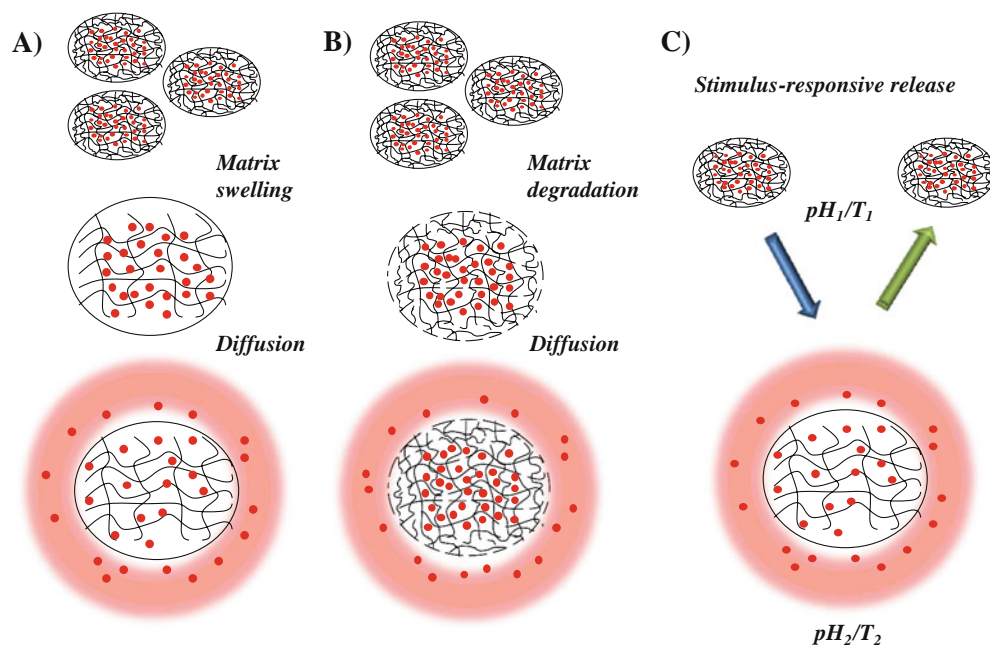 A)
B)
C)
Stimulus-responsive release
Matrix
swelling
Matrix
degradation
pH₁/T₁
Diffusion
Diffusion
pH₂/T₂